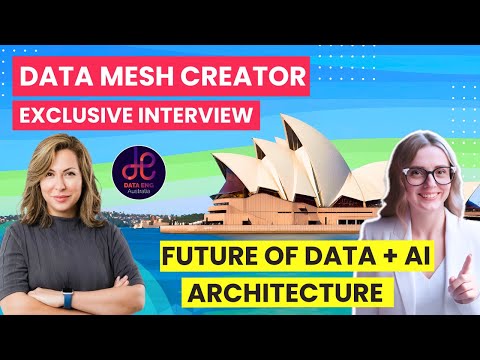 DATA MESH CREATOR
EXCLUSIVE INTERVIEW
DATA ENG
Australia
FUTURE OF DATA + AI
ARCHITECTURE